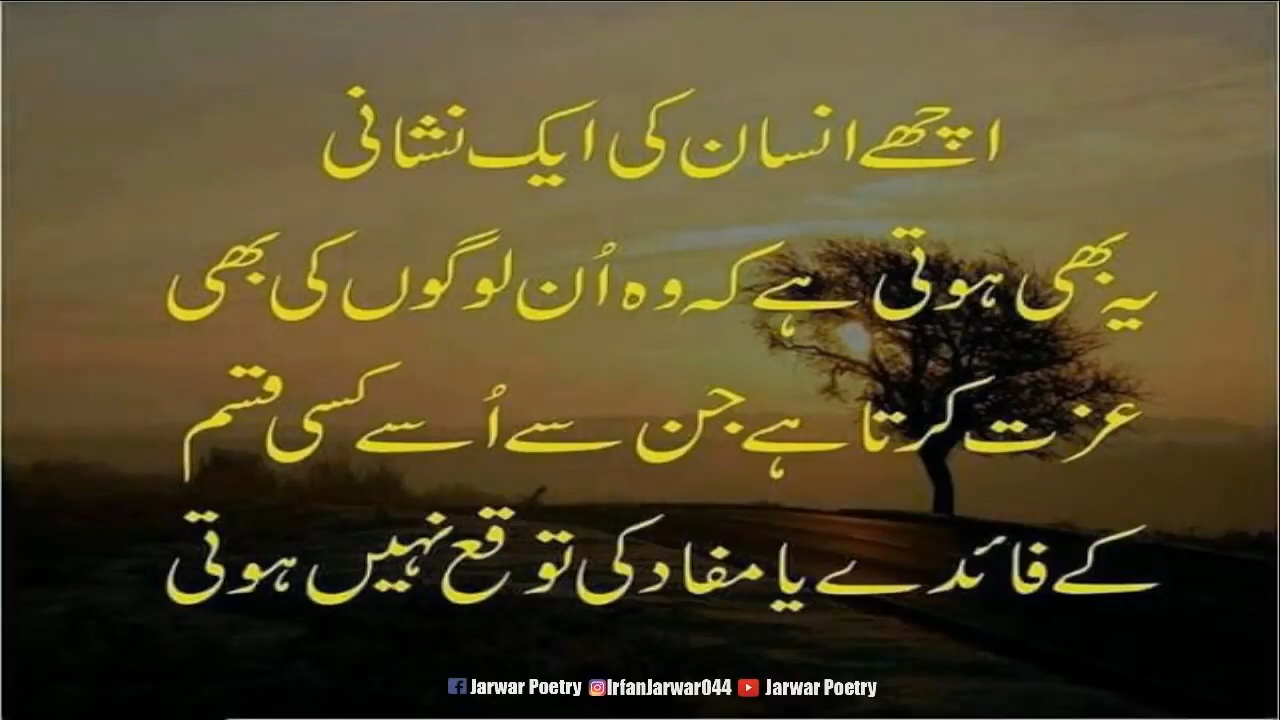 اچھے انسان کی ایک نشانی
یہ بھی ہوتی ہے کہ وہ اُن لوگوں کی بھی
عزت کرتا ہے جن سے اُسے کسی قسم
کے فائدے یا مفاد کی توقع نہیں ہوتی
Jarwar Poetry IrfanJarwar044 Jarwar Poetry